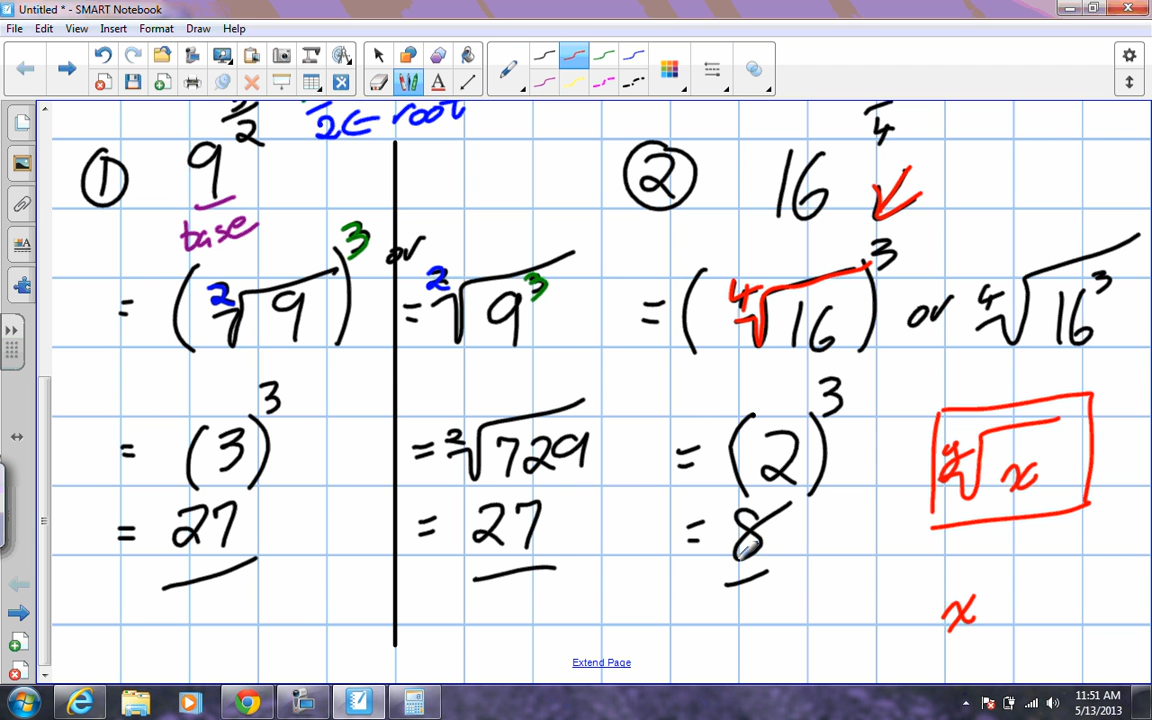 Untitled * - SMART Notebook
File Edit View Insert Format Draw Help
A
9^3/2
2 ← root
① base
② 16
4
= (²√9)³ or = ²√9³
= (⁴√16)³ or ⁴√16³
= (3)³
= ²√729
= (2)³
ʸ√x
= 27
= 27
= 8
x
Extend Page
11:51 AM
5/13/2013